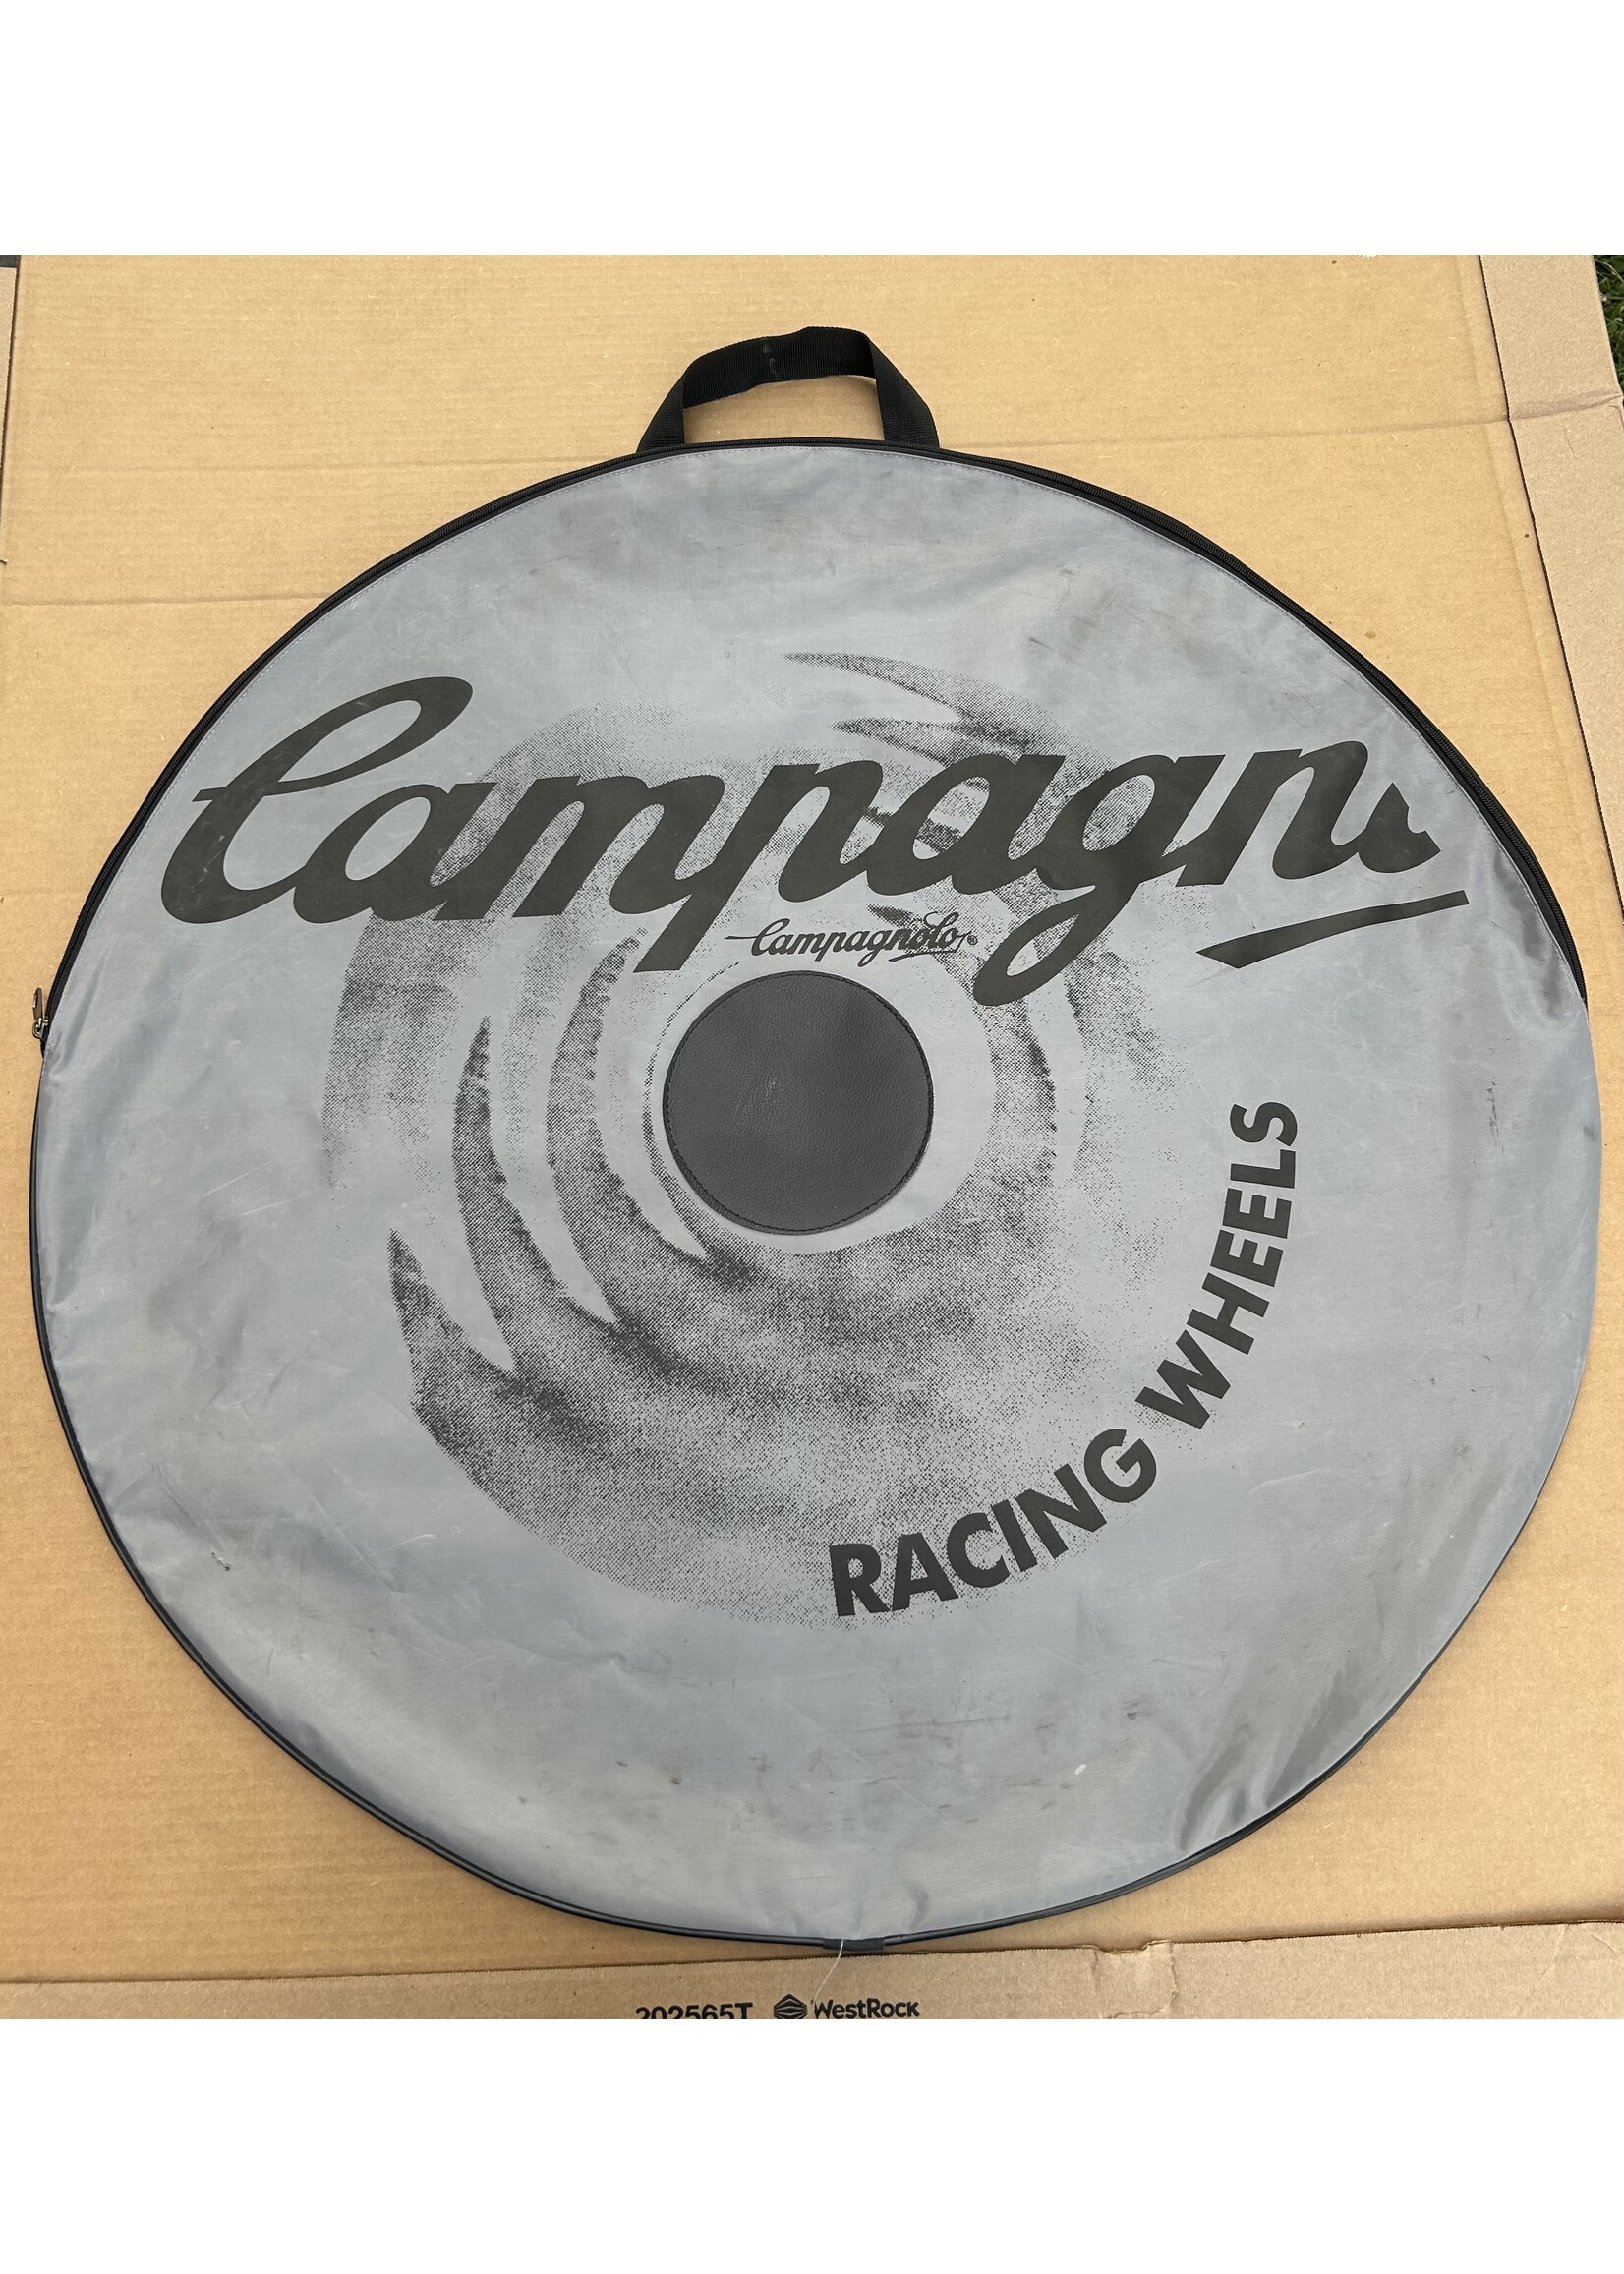 Campagn
Campagnolo®
RACING WHEELS
202565T WestRock